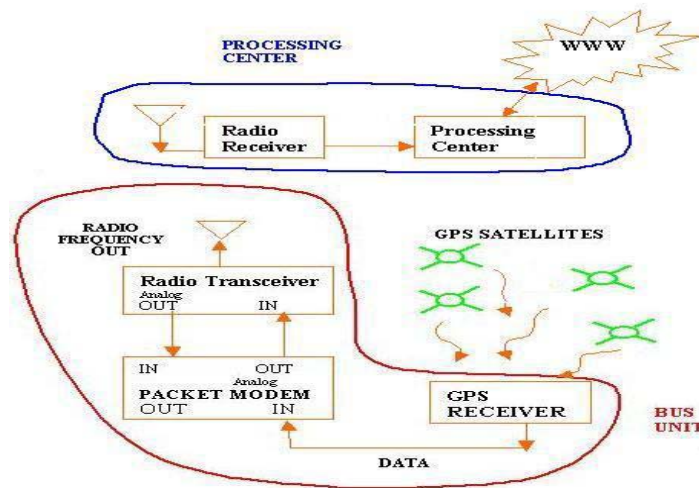 PROCESSING
CENTER
WWW
Radio
Receiver
Processing
Center
RADIO
FREQUENCY
OUT
GPS SATELLITES
Radio Transceiver
Analog
OUT IN
IN OUT
Analog
PACKET MODEM
OUT IN
GPS
RECEIVER
BUS
UNIT
DATA